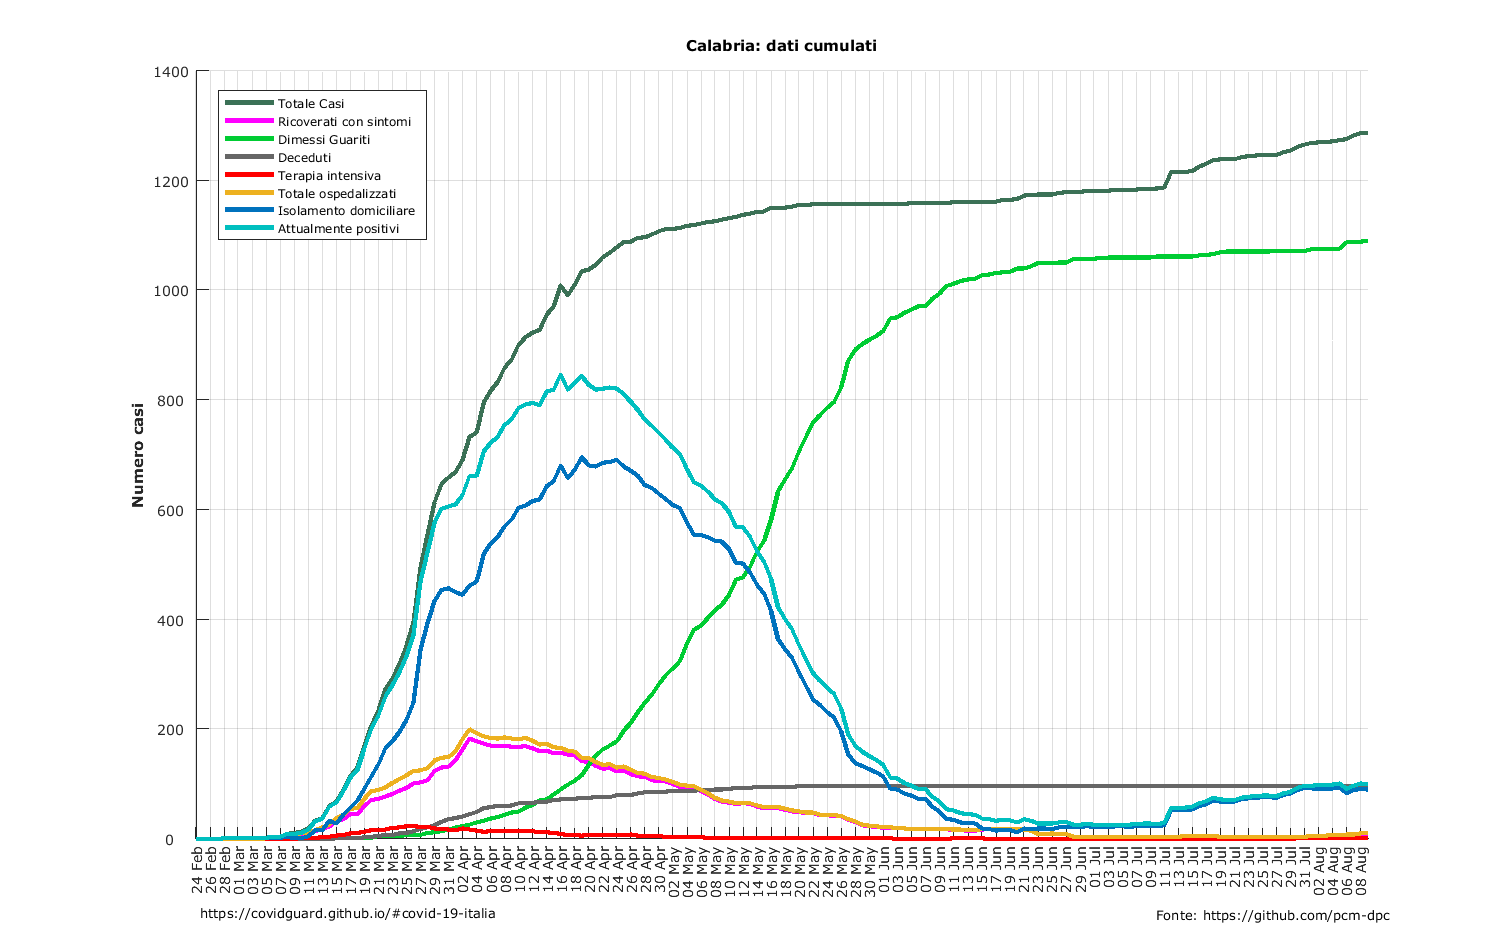 Calabria: dati cumulati
1400
1200
1000
800
600
400
200
0
Numero casi
Totale Casi
Ricoverati con sintomi
Dimessi Guariti
Deceduti
Terapia intensiva
Totale ospedalizzati
Isolamento domiciliare
Attualmente positivi
24 Feb
26 Feb
28 Feb
01 Mar
03 Mar
05 Mar
07 Mar
09 Mar
11 Mar
13 Mar
15 Mar
17 Mar
19 Mar
21 Mar
23 Mar
25 Mar
27 Mar
29 Mar
31 Mar
02 Apr
04 Apr
06 Apr
08 Apr
10 Apr
12 Apr
14 Apr
16 Apr
18 Apr
20 Apr
22 Apr
24 Apr
26 Apr
28 Apr
30 Apr
02 May
04 May
06 May
08 May
10 May
12 May
14 May
16 May
18 May
20 May
22 May
24 May
26 May
28 May
30 May
01 Jun
03 Jun
05 Jun
07 Jun
09 Jun
11 Jun
13 Jun
15 Jun
17 Jun
19 Jun
21 Jun
23 Jun
25 Jun
27 Jun
29 Jun
01 Jul
03 Jul
05 Jul
07 Jul
09 Jul
11 Jul
13 Jul
15 Jul
17 Jul
19 Jul
21 Jul
23 Jul
25 Jul
27 Jul
29 Jul
31 Jul
02 Aug
04 Aug
06 Aug
08 Aug
https://covidguard.github.io/#covid-19-italia
Fonte: https://github.com/pcm-dpc